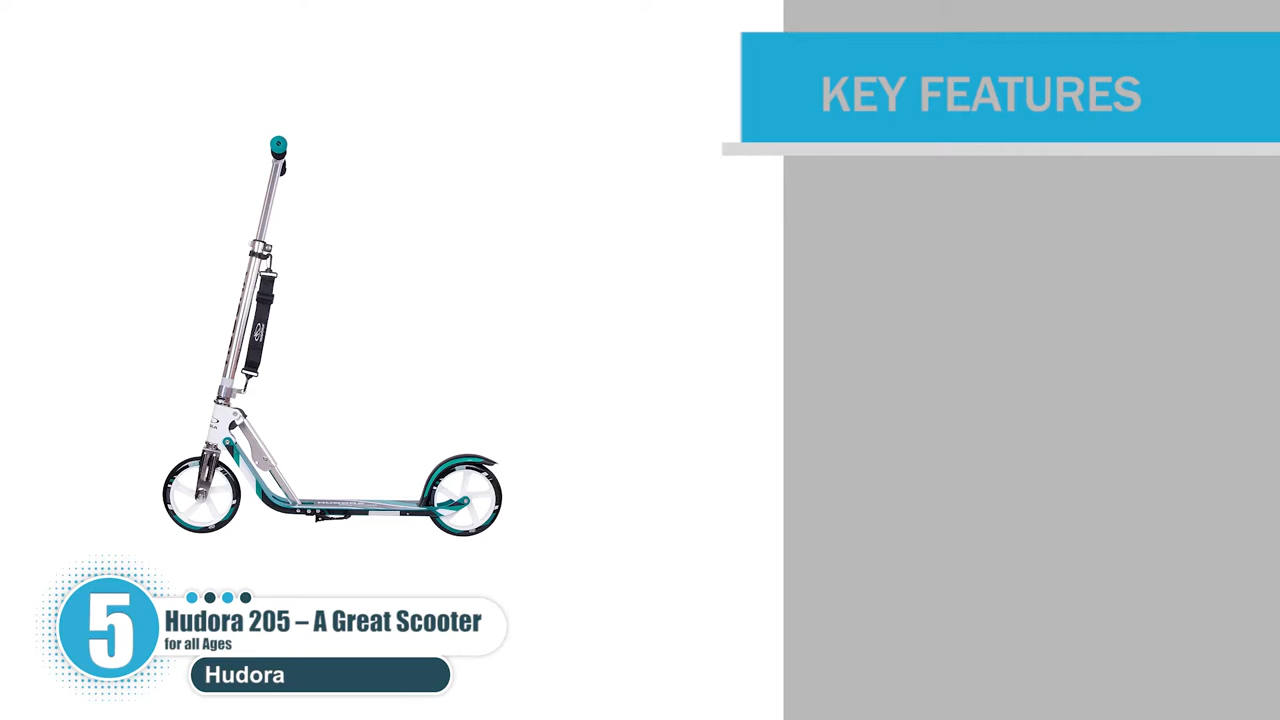 KEY FEATURES
5
Hudora 205 – A Great Scooter
for all Ages
Hudora